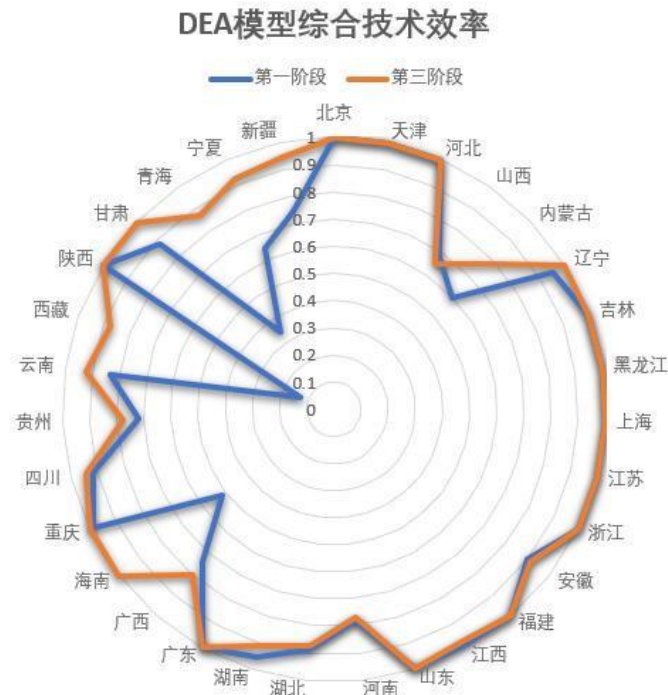 DEA模型综合技术效率
第一阶段 第三阶段
北京
天津
河北
山西
内蒙古
辽宁
吉林
黑龙江
上海
江苏
浙江
安徽
福建
江西
山东
河南
湖北
湖南
广东
广西
海南
重庆
四川
贵州
云南
西藏
陕西
甘肃
青海
宁夏
新疆
1
0.9
0.8
0.7
0.6
0.5
0.4
0.3
0.2
0.1
0